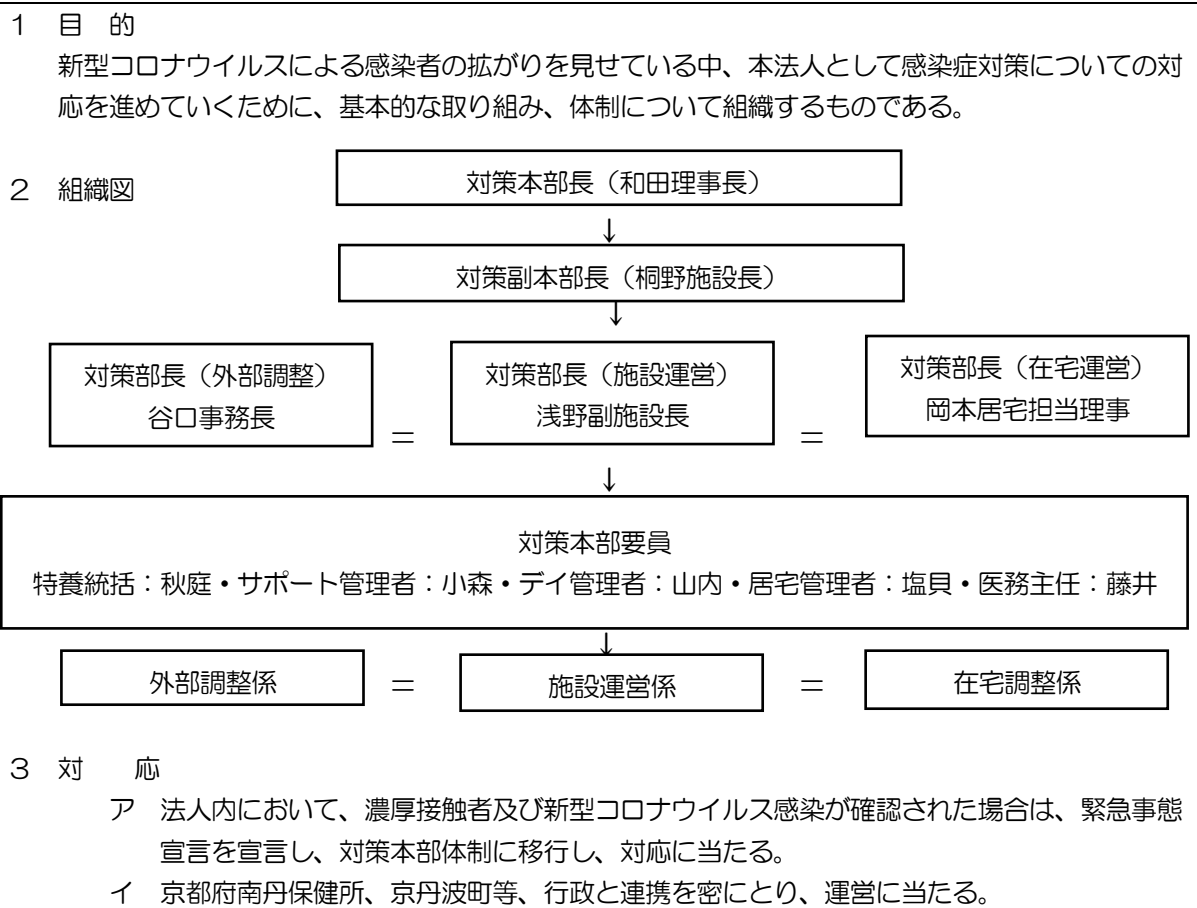 1 目 的
新型コロナウイルスによる感染者の拡がりを見せている中、本法人として感染症対策についての対
応を進めていくために、基本的な取り組み、体制について組織するものである。
2 組織図
対策本部長（和田理事長）
↓
対策副本部長（桐野施設長）
↓
対策部長（外部調整）
谷口事務長
＝
対策部長（施設運営）
浅野副施設長
＝
対策部長（在宅運営）
岡本居宅担当理事
↓
対策本部要員
特養統括：秋庭・サポート管理者：小森・デイ管理者：山内・居宅管理者：塩貝・医務主任：藤井
↓
外部調整係 ＝ 施設運営係 ＝ 在宅調整係
3 対 応
ア 法人内において、濃厚接触者及び新型コロナウイルス感染が確認された場合は、緊急事態
宣言を宣言し、対策本部体制に移行し、対応に当たる。
イ 京都府南丹保健所、京丹波町等、行政と連携を密にとり、運営に当たる。